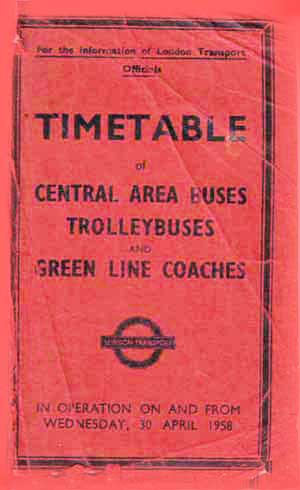 For the information of London Transport
Officials
TIMETABLE
of
CENTRAL AREA BUSES
TROLLEYBUSES
AND
GREEN LINE COACHES
LONDON TRANSPORT
IN OPERATION ON AND FROM
WEDNESDAY, 30 APRIL 1958